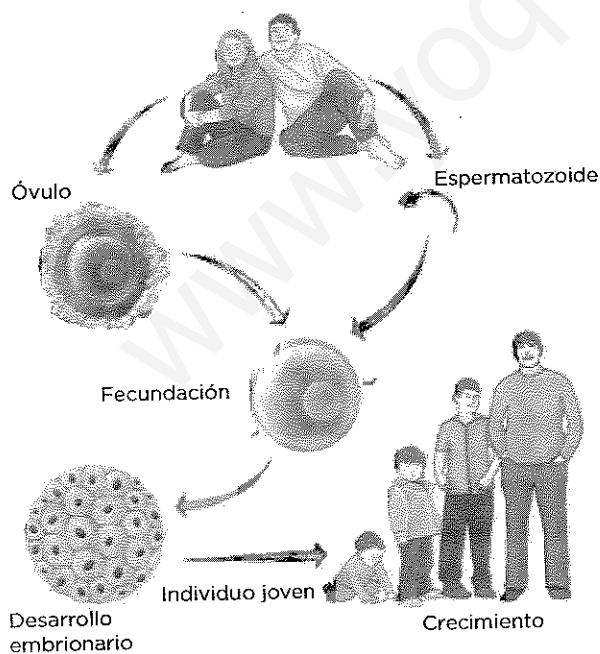 Óvulo
Espermatozoide
Fecundación
Individuo joven
Desarrollo
embrionario
Crecimiento